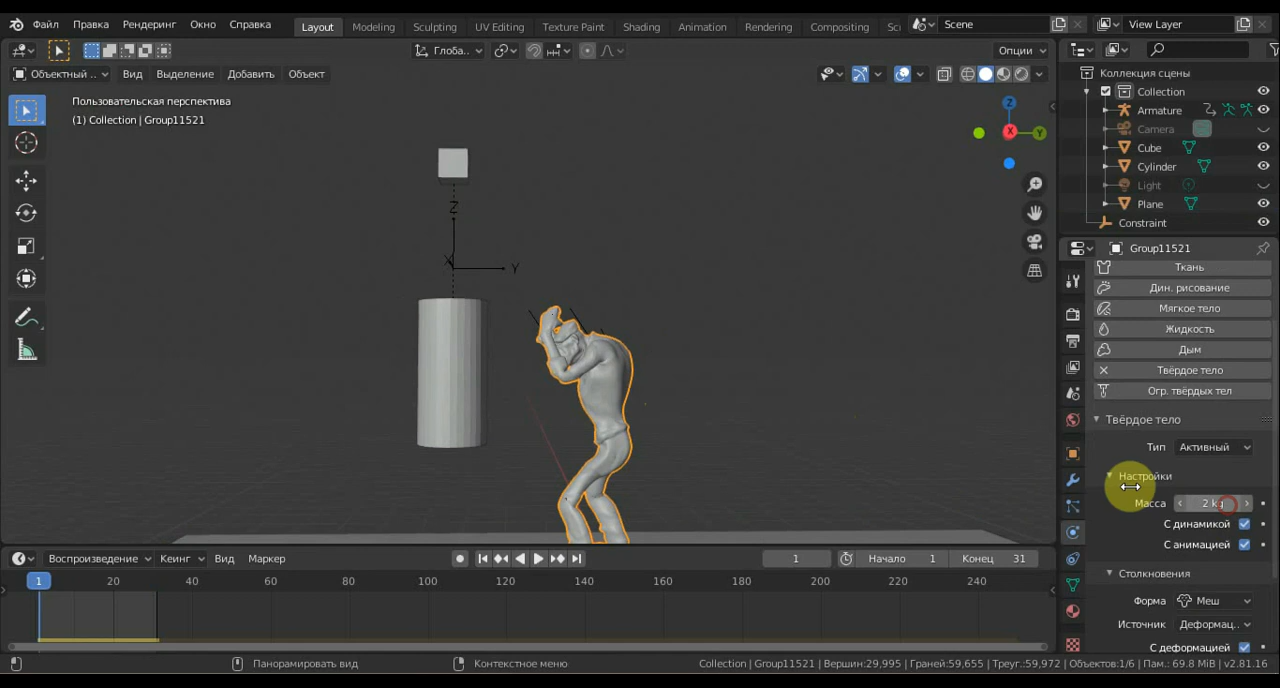 Файл Правка Рендеринг Окно Справка Layout Modeling Sculpting UV Editing Texture Paint Shading Animation Rendering Compositing Sc Scene View Layer
Глоба.. Опции
Объектный .. Вид Выделение Добавить Объект
Пользовательская перспектива
(1) Collection | Group11521
Z
X
Y
Z
X
Y
Коллекция сцены
Collection
Armature
Camera
Cube
Cylinder
Light
Plane
Constraint
Group11521
Ткань
Дин. рисование
Мягкое тело
Жидкость
Дым
Твёрдое тело
Огр. твёрдых тел
Твёрдое тело
Тип Активный
Настройки
Масса 2 kg
С динамикой
С анимацией
Столкновения
Форма Меш
Источник Деформац..
С деформацией
Воспроизведение Кеинг Вид Маркер 1 Начало 1 Конец 31
1 20 40 60 80 100 120 140 160 180 200 220 240
Панорамировать вид Контекстное меню Collection | Group11521 | Вершин:29,995 | Граней:59,655 | Треуг.:59,972 | Объектов:1/6 | Пам.: 69.8 MiB | v2.81.16